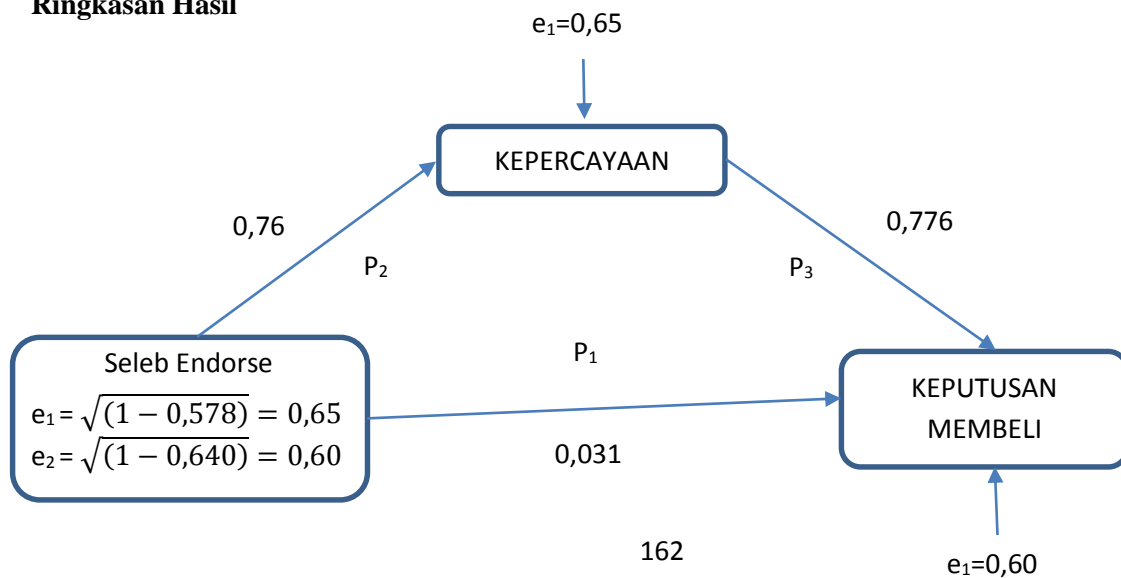 Ringkasan Hasil
e₁=0,65
KEPERCAYAAN
0,76
0,776
P₂
P₃
Seleb Endorse
e₁ = √(1 − 0,578) = 0,65
e₂ = √(1 − 0,640) = 0,60
P₁
0,031
KEPUTUSAN
MEMBELI
162
e₁=0,60